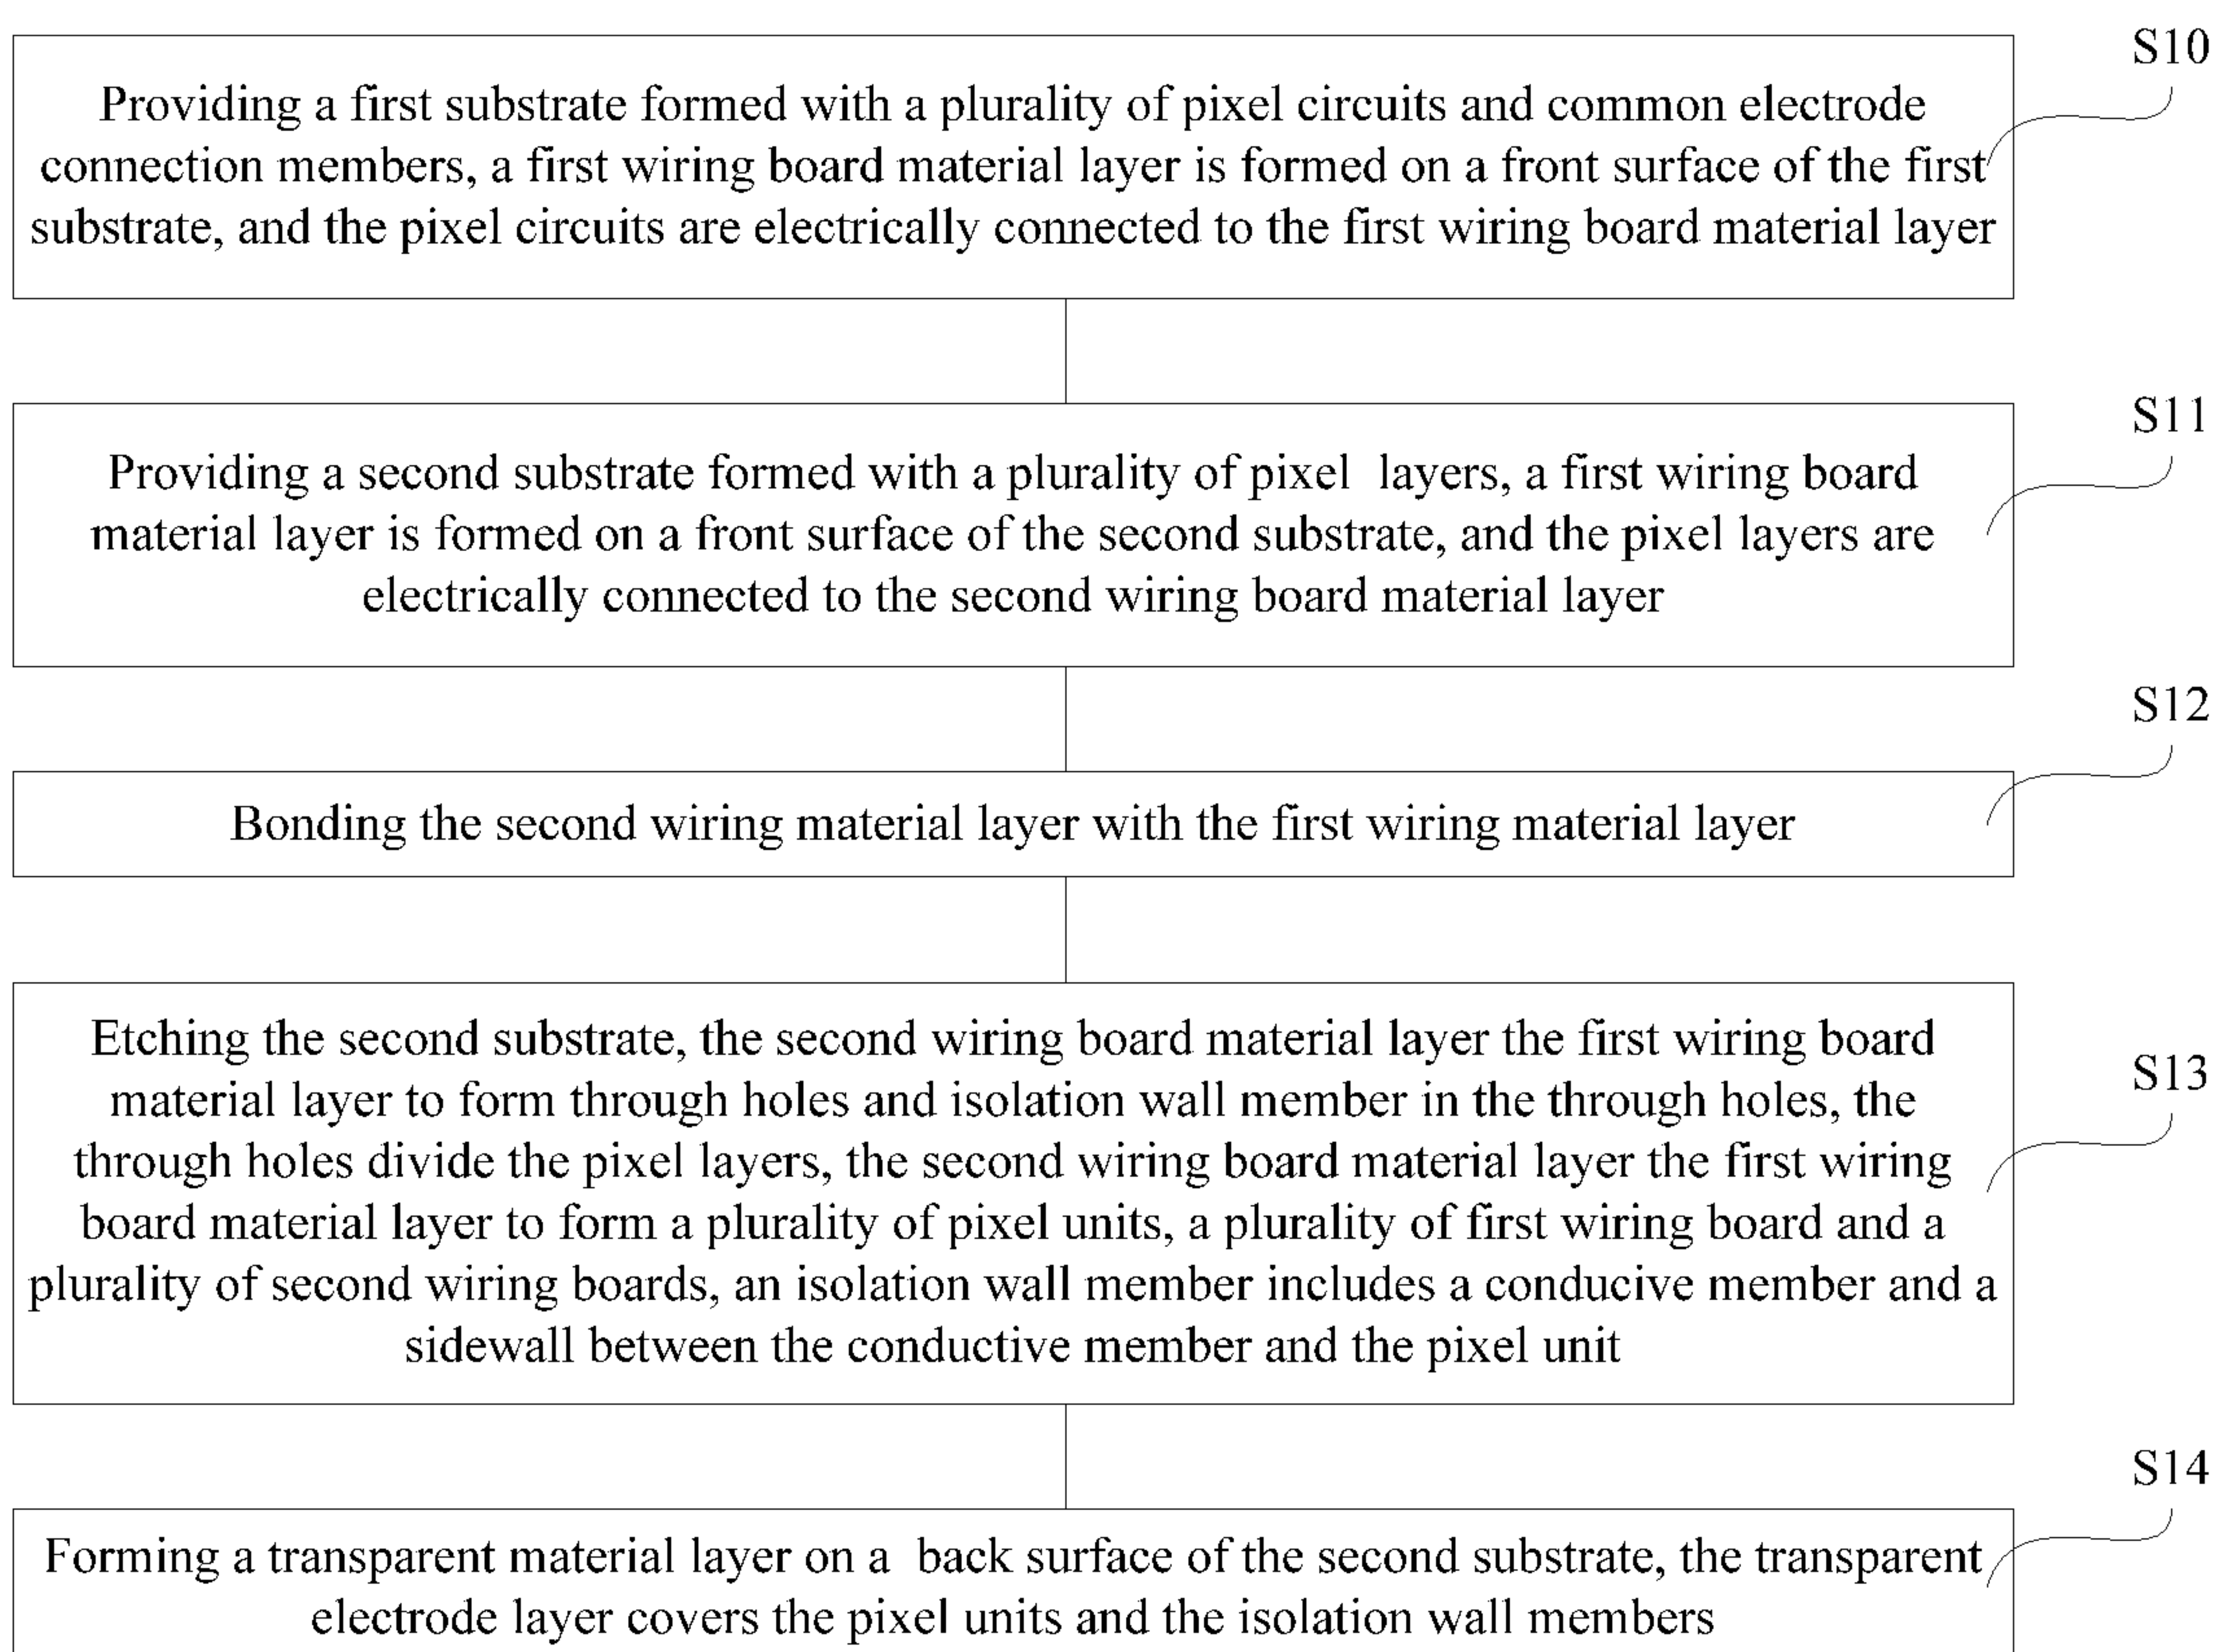 S10
Providing a first substrate formed with a plurality of pixel circuits and common electrode
connection members, a first wiring board material layer is formed on a front surface of the first
substrate, and the pixel circuits are electrically connected to the first wiring board material layer
S11
Providing a second substrate formed with a plurality of pixel layers, a first wiring board
material layer is formed on a front surface of the second substrate, and the pixel layers are
electrically connected to the second wiring board material layer
S12
Bonding the second wiring material layer with the first wiring material layer
Etching the second substrate, the second wiring board material layer the first wiring board
S13
material layer to form through holes and isolation wall member in the through holes, the
through holes divide the pixel layers, the second wiring board material layer the first wiring
board material layer to form a plurality of pixel units, a plurality of first wiring board and a
plurality of second wiring boards, an isolation wall member includes a conducive member and a
sidewall between the conductive member and the pixel unit
S14
Forming a transparent material layer on a back surface of the second substrate, the transparent
electrode layer covers the pixel units and the isolation wall members